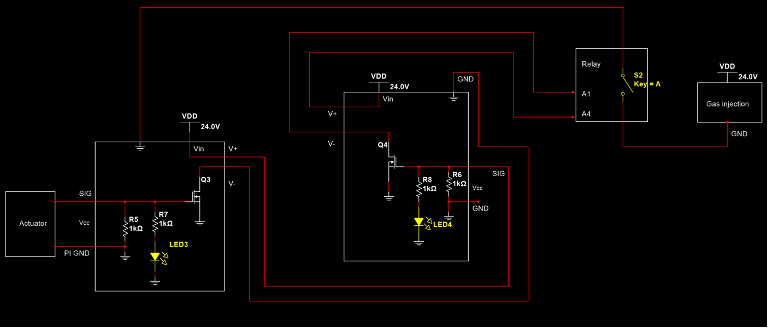 Relay
S2
Key = A
A1
A4
VDD
24.0V
Gas injection
GND
VDD
24.0V
GND
Vin
V+
V-
Q4
R8
1kΩ
R6
1kΩ
SIG
Vcc
GND
LED4
VDD
24.0V
Vin
V+
V-
Q3
SIG
Vcc
R5
1kΩ
R7
1kΩ
LED3
PI GND
Actuator